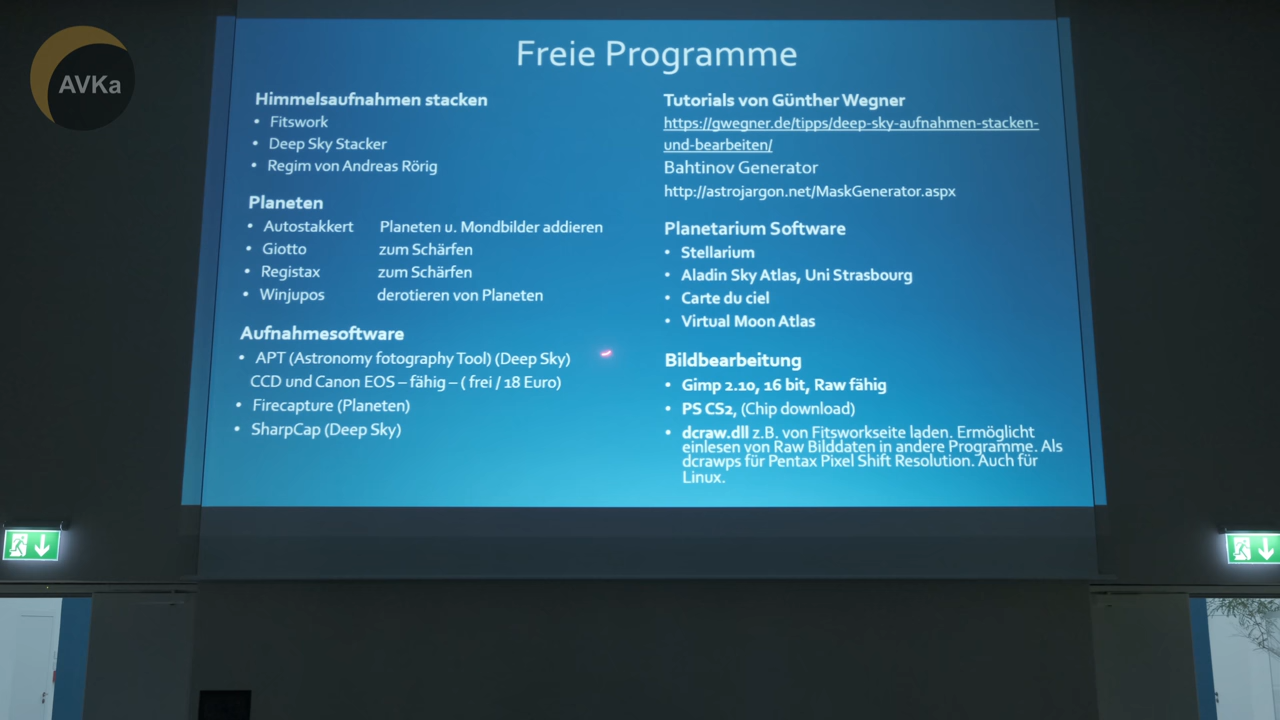 AVKa
Freie Programme
Himmelsaufnahmen stacken
• Fitswork
• Deep Sky Stacker
• Regim von Andreas Rörig
Planeten
• Autostakkert Planeten u. Mondbilder addieren
• Giotto zum Schärfen
• Registax zum Schärfen
• Winjupos derotieren von Planeten
Aufnahmesoftware
• APT (Astronomy fotography Tool) (Deep Sky)
CCD und Canon EOS – fähig – ( frei / 18 Euro)
• Firecapture (Planeten)
• SharpCap (Deep Sky)
Tutorials von Günther Wegner
https://gwegner.de/tipps/deep-sky-aufnahmen-stacken-
und-bearbeiten/
Bahtinov Generator
http://astrojargon.net/MaskGenerator.aspx
Planetarium Software
• Stellarium
• Aladin Sky Atlas, Uni Strasbourg
• Carte du ciel
• Virtual Moon Atlas
Bildbearbeitung
• Gimp 2.10, 16 bit, Raw fähig
• PS CS2, (Chip download)
• dcraw.dll z.B. von Fitsworkseite laden. Ermöglicht
einlesen von Raw Bilddaten in andere Programme. Als
dcrawps für Pentax Pixel Shift Resolution. Auch für
Linux.